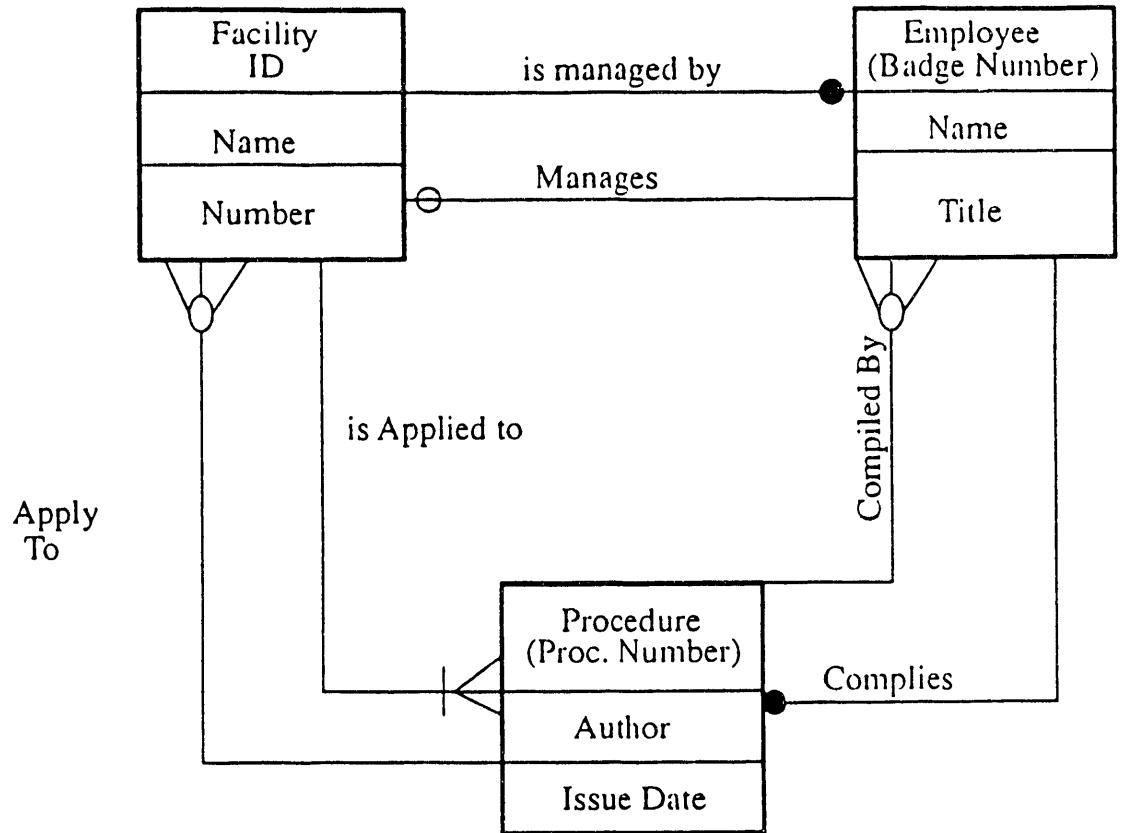 Facility
ID
Name
Number
is managed by
Manages
Employee
(Badge Number)
Name
Title
is Applied to
Apply
To
Compiled By
Procedure
(Proc. Number)
Author
Issue Date
Complies